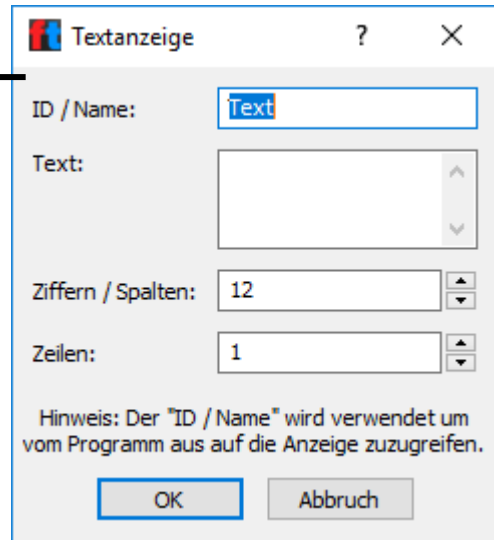 ft Textanzeige ? ×
ID / Name: Text
Text:
Ziffern / Spalten: 12
Zeilen: 1
Hinweis: Der "ID / Name" wird verwendet um
vom Programm aus auf die Anzeige zuzugreifen.
OK Abbruch